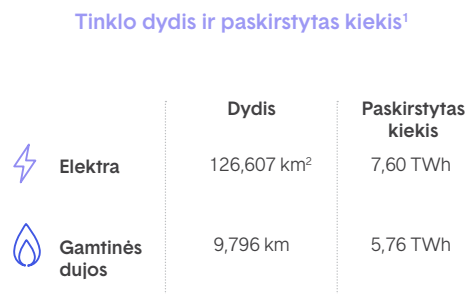 Tinklo dydis ir paskirstytas kiekis¹
Dydis
Paskirstytas
kiekis
Elektra
126,607 km²
7,60 TWh
Gamtinės
dujos
9,796 km
5,76 TWh